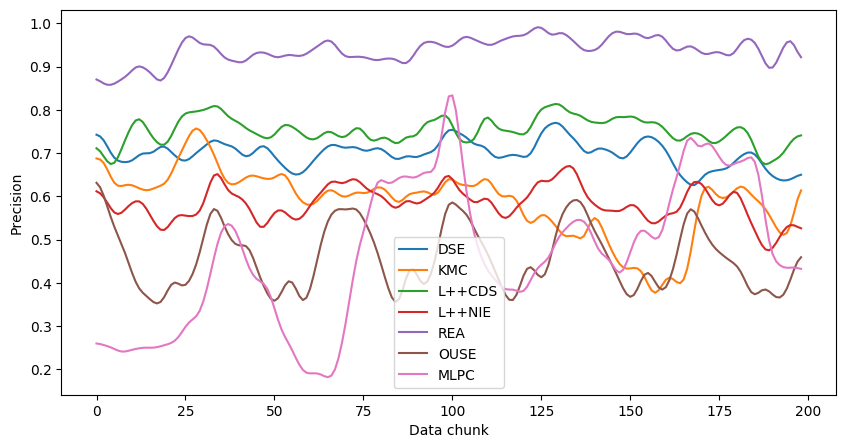 1.0
0.9
0.8
0.7
0.6
0.5
0.4
0.3
0.2
Precision
DSE
KMC
L++CDS
L++NIE
REA
OUSE
MLPC
0 25 50 75 100 125 150 175 200
Data chunk